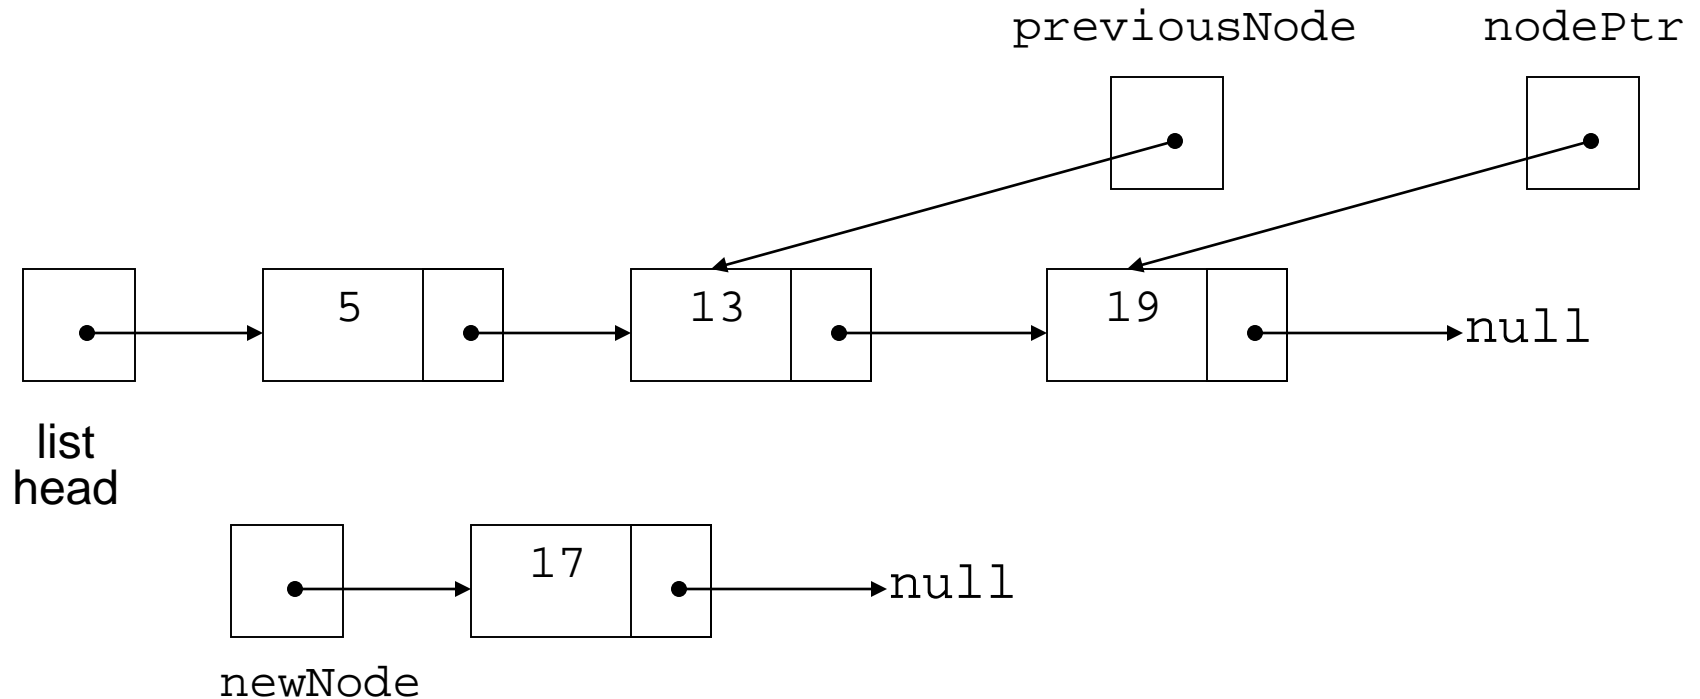 previousNode nodePtr
5 13 19 null
list
head
17 null
newNode